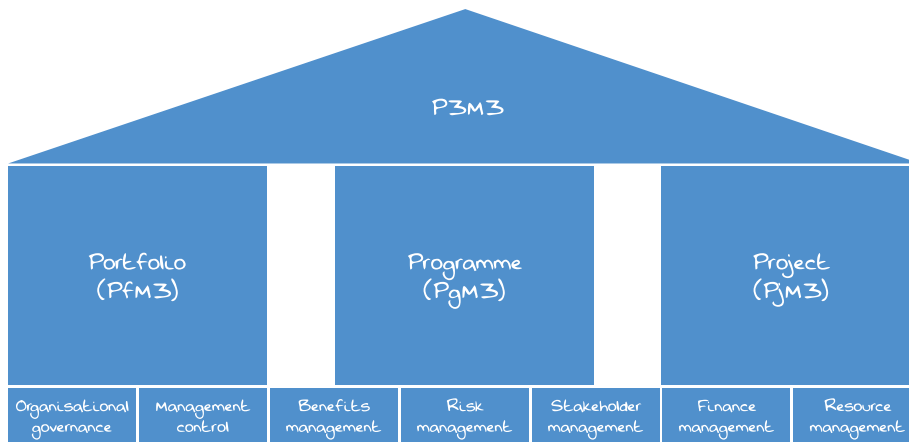 P3M3
Portfolio
(PfM3)
Programme
(PgM3)
Project
(PjM3)
Organisational
governance
Management
control
Benefits
management
Risk
management
Stakeholder
management
Finance
management
Resource
management